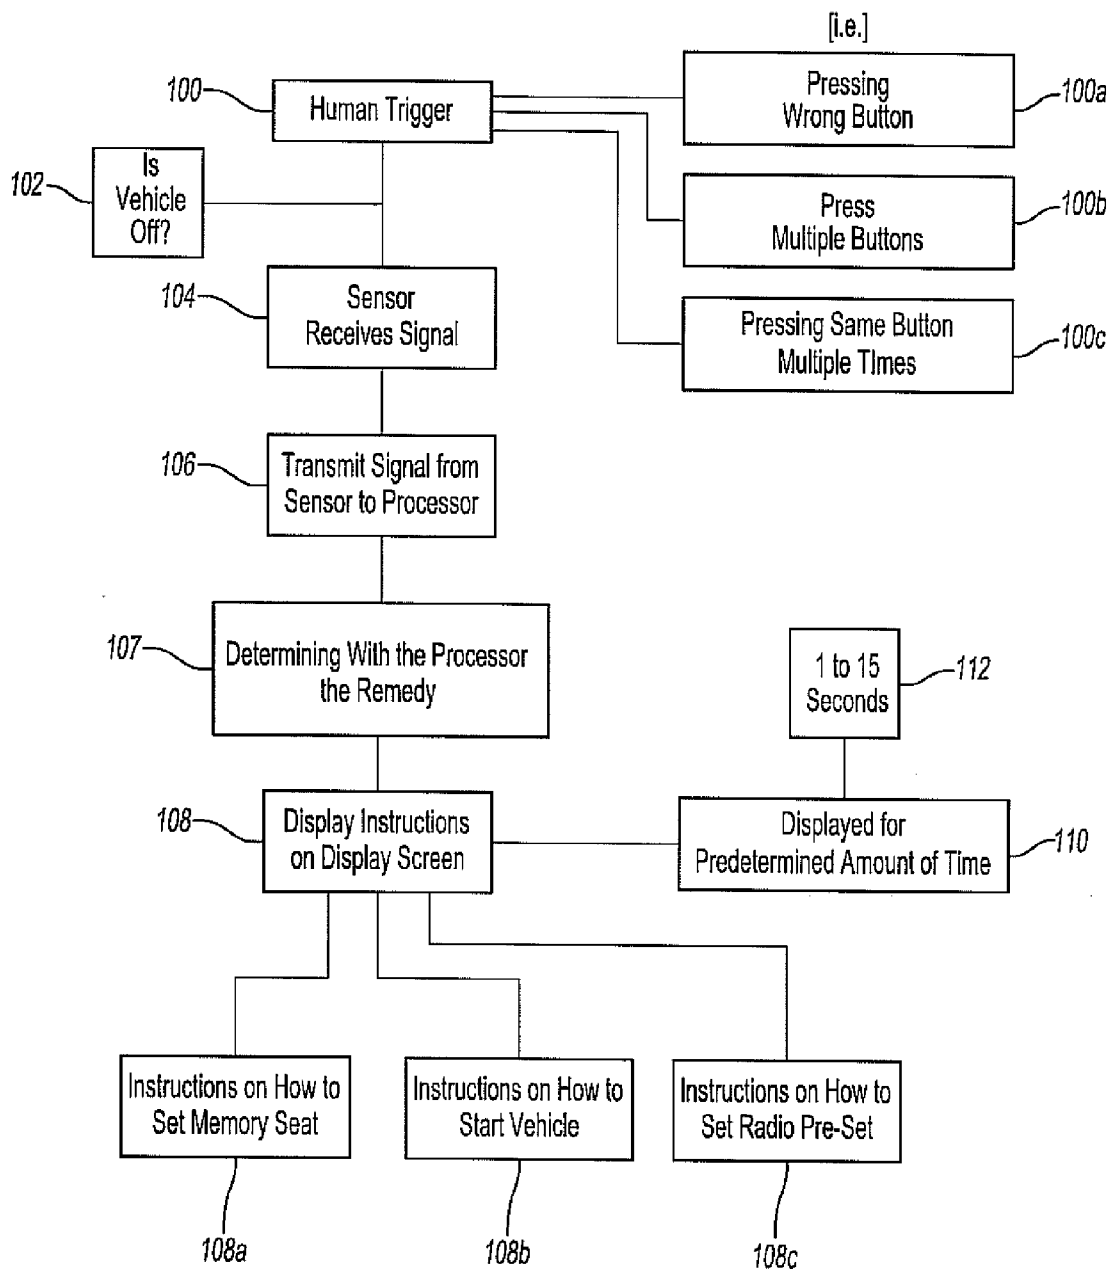 [i.e.]
100
Human Trigger
Pressing
Wrong Button
100a
102
Is
Vehicle
Off?
Press
Multiple Buttons
100b
104
Sensor
Receives Signal
Pressing Same Button
Multiple TImes
100c
106
Transmit Signal from
Sensor to Processor
107
Determining With the Processor
the Remedy
1 to 15
Seconds
112
108
Display Instructions
on Display Screen
Displayed for
Predetermined Amount of Time
110
Instructions on How to
Set Memory Seat
Instructions on How to
Start Vehicle
Instructions on How to
Set Radio Pre-Set
108a
108b
108c